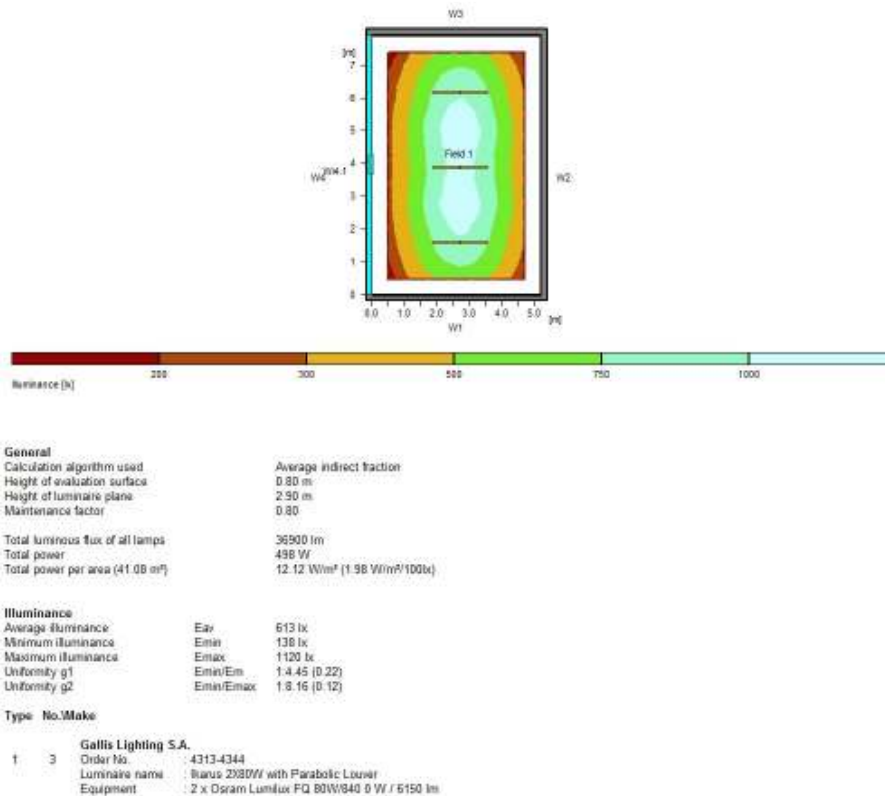 W3
[m]
7
6
5
4
3
2
1
0
Field 1
W4
W4.1
W2
0.0 1.0 2.0 3.0 4.0 5.0 [m]
W1
200 300 500 750 1000
Illuminance [lx]
General
Calculation algorithm used Average indirect fraction
Height of evaluation surface 0.80 m
Height of luminaire plane 2.90 m
Maintenance factor 0.80
Total luminous flux of all lamps 36900 lm
Total power 498 W
Total power per area (41.08 m²) 12.12 W/m² (1.98 W/m²/100lx)
Illuminance
Average illuminance Eav 613 lx
Minimum illuminance Emin 138 lx
Maximum illuminance Emax 1120 lx
Uniformity g1 Emin/Em 1:4.45 (0.22)
Uniformity g2 Emin/Emax 1:8.16 (0.12)
Type No.\Make
Gallis Lighting S.A.
1 3 Order No. : 4313-4344
Luminaire name : Ikarus 2X80W with Parabolic Louver
Equipment : 2 x Osram Lumilux FQ 80W/840 0 W / 6150 lm